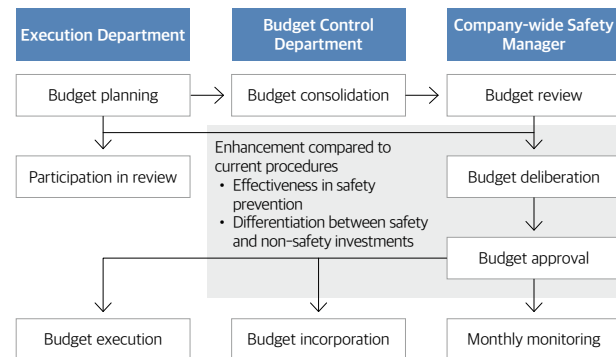 Execution Department
Budget Control
Department
Company-wide Safety
Manager
Budget planning
Budget consolidation
Budget review
Enhancement compared to
current procedures
• Effectiveness in safety
prevention
• Differentiation between safety
and non-safety investments
Participation in review
Budget deliberation
Budget approval
Budget execution
Budget incorporation
Monthly monitoring